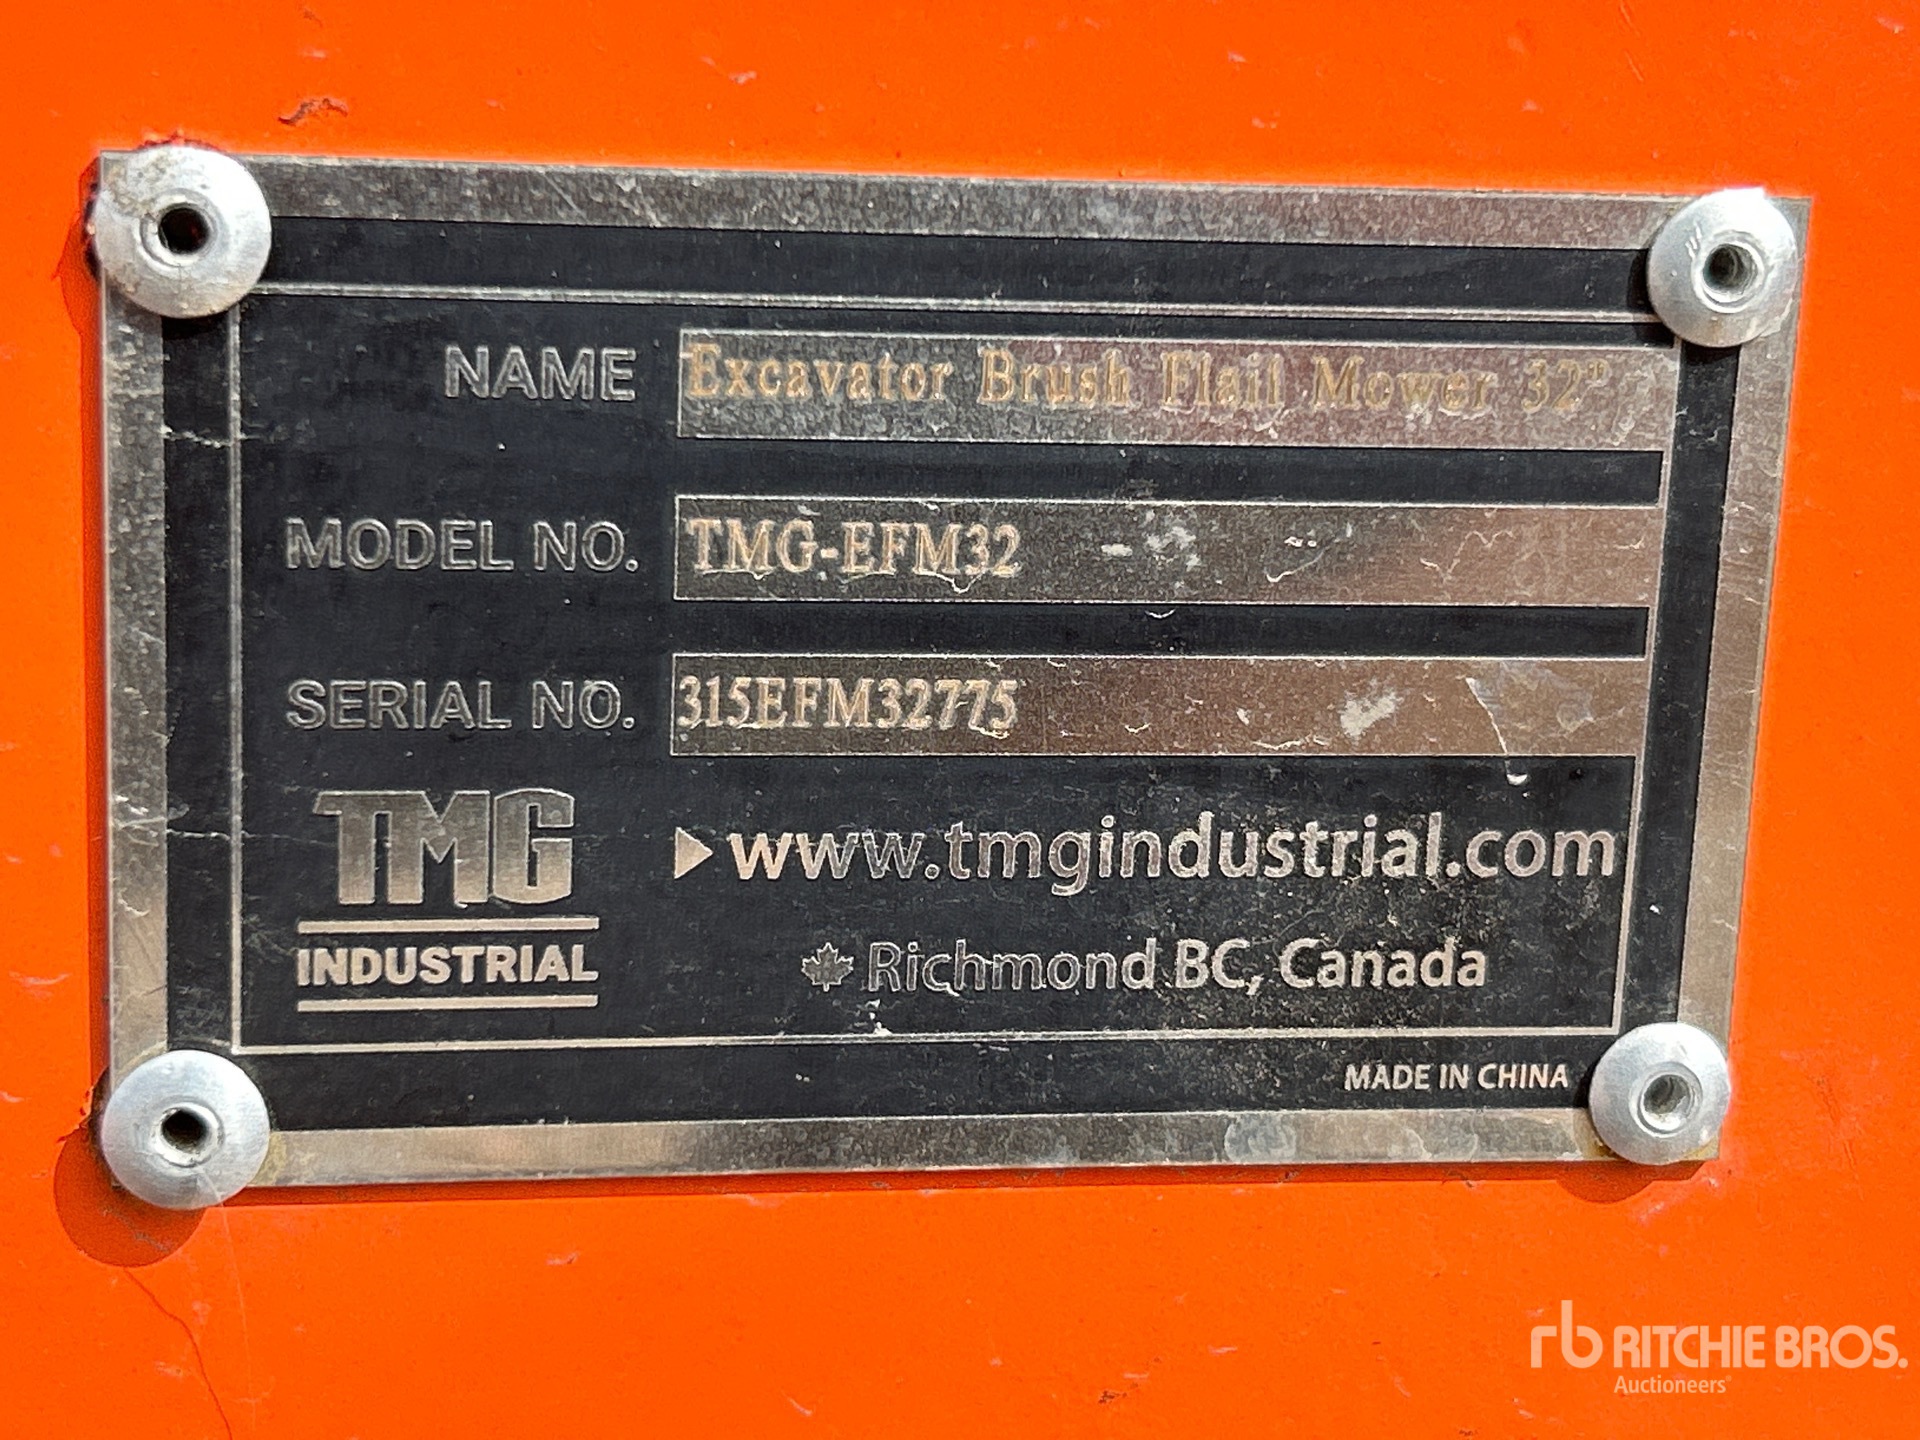 NAME Excavator Brush Flail Mower 32"
MODEL NO. TMG-EFM32
SERIAL NO. 315EFM32775
TMG
INDUSTRIAL
www.tmgindustrial.com
Richmond BC, Canada
MADE IN CHINA
rb RITCHIE BROS.
Auctioneers